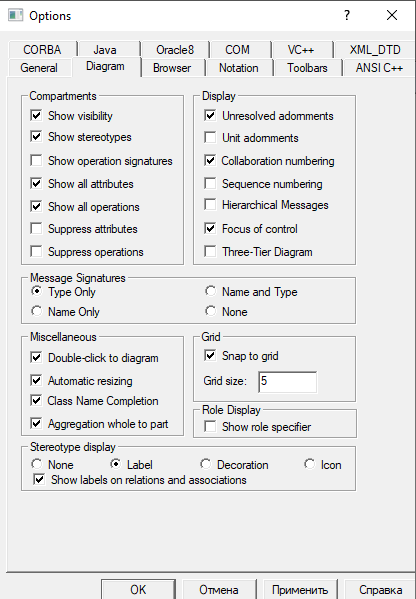 Options
?
CORBA Java Oracle8 COM VC++ XML_DTD
General Diagram Browser Notation Toolbars ANSI C++
Compartments
Show visibility
Show stereotypes
Show operation signatures
Show all attributes
Show all operations
Suppress attributes
Suppress operations
Display
Unresolved adornments
Unit adornments
Collaboration numbering
Sequence numbering
Hierarchical Messages
Focus of control
Three-Tier Diagram
Message Signatures
Type Only Name and Type
Name Only None
Miscellaneous
Double-click to diagram
Automatic resizing
Class Name Completion
Aggregation whole to part
Grid
Snap to grid
Grid size: 5
Role Display
Show role specifier
Stereotype display
None Label Decoration Icon
Show labels on relations and associations
OK Отмена Применить Справка